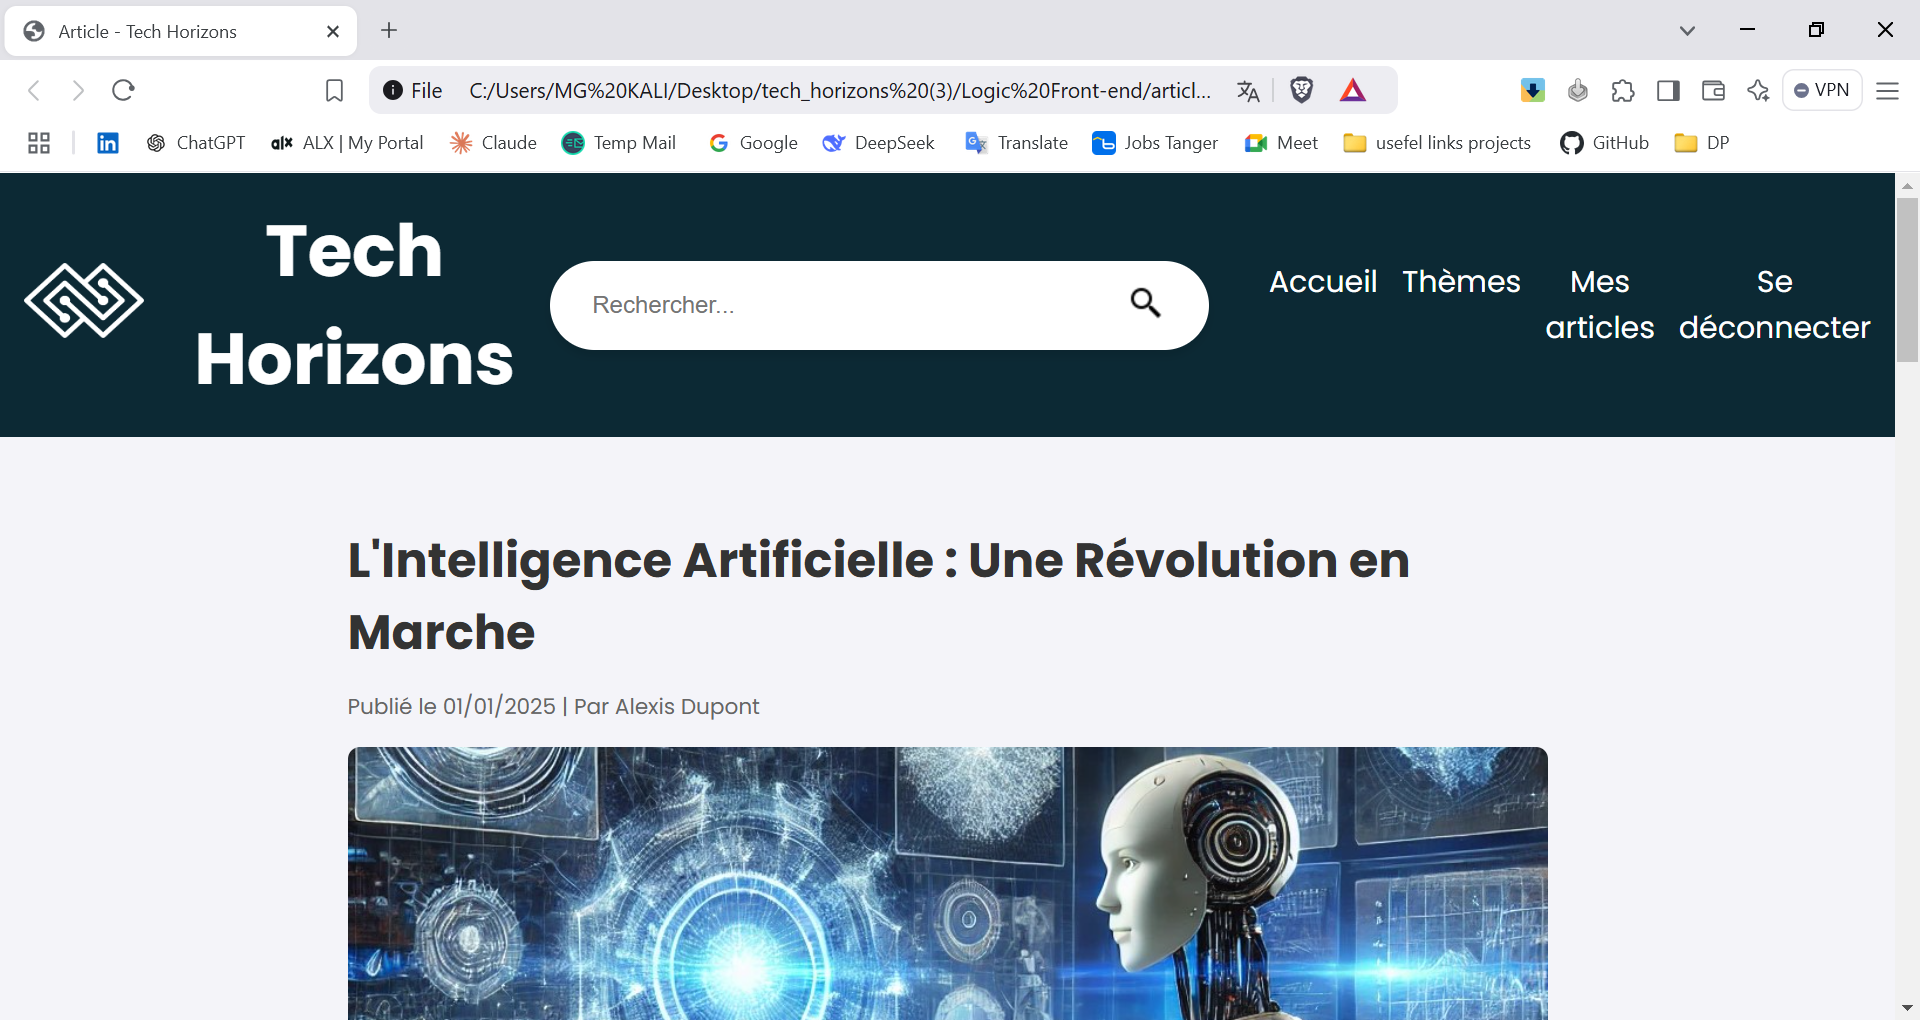 Article - Tech Horizons
File C:/Users/MG%20KALI/Desktop/tech_horizons%20(3)/Logic%20Front-end/articl... VPN
ChatGPT alx ALX | My Portal Claude Temp Mail Google DeepSeek Translate Jobs Tanger Meet usefel links projects GitHub DP
Tech
Horizons
Rechercher...
Accueil Thèmes Mes articles Se déconnecter
L'Intelligence Artificielle : Une Révolution en
Marche
Publié le 01/01/2025 | Par Alexis Dupont